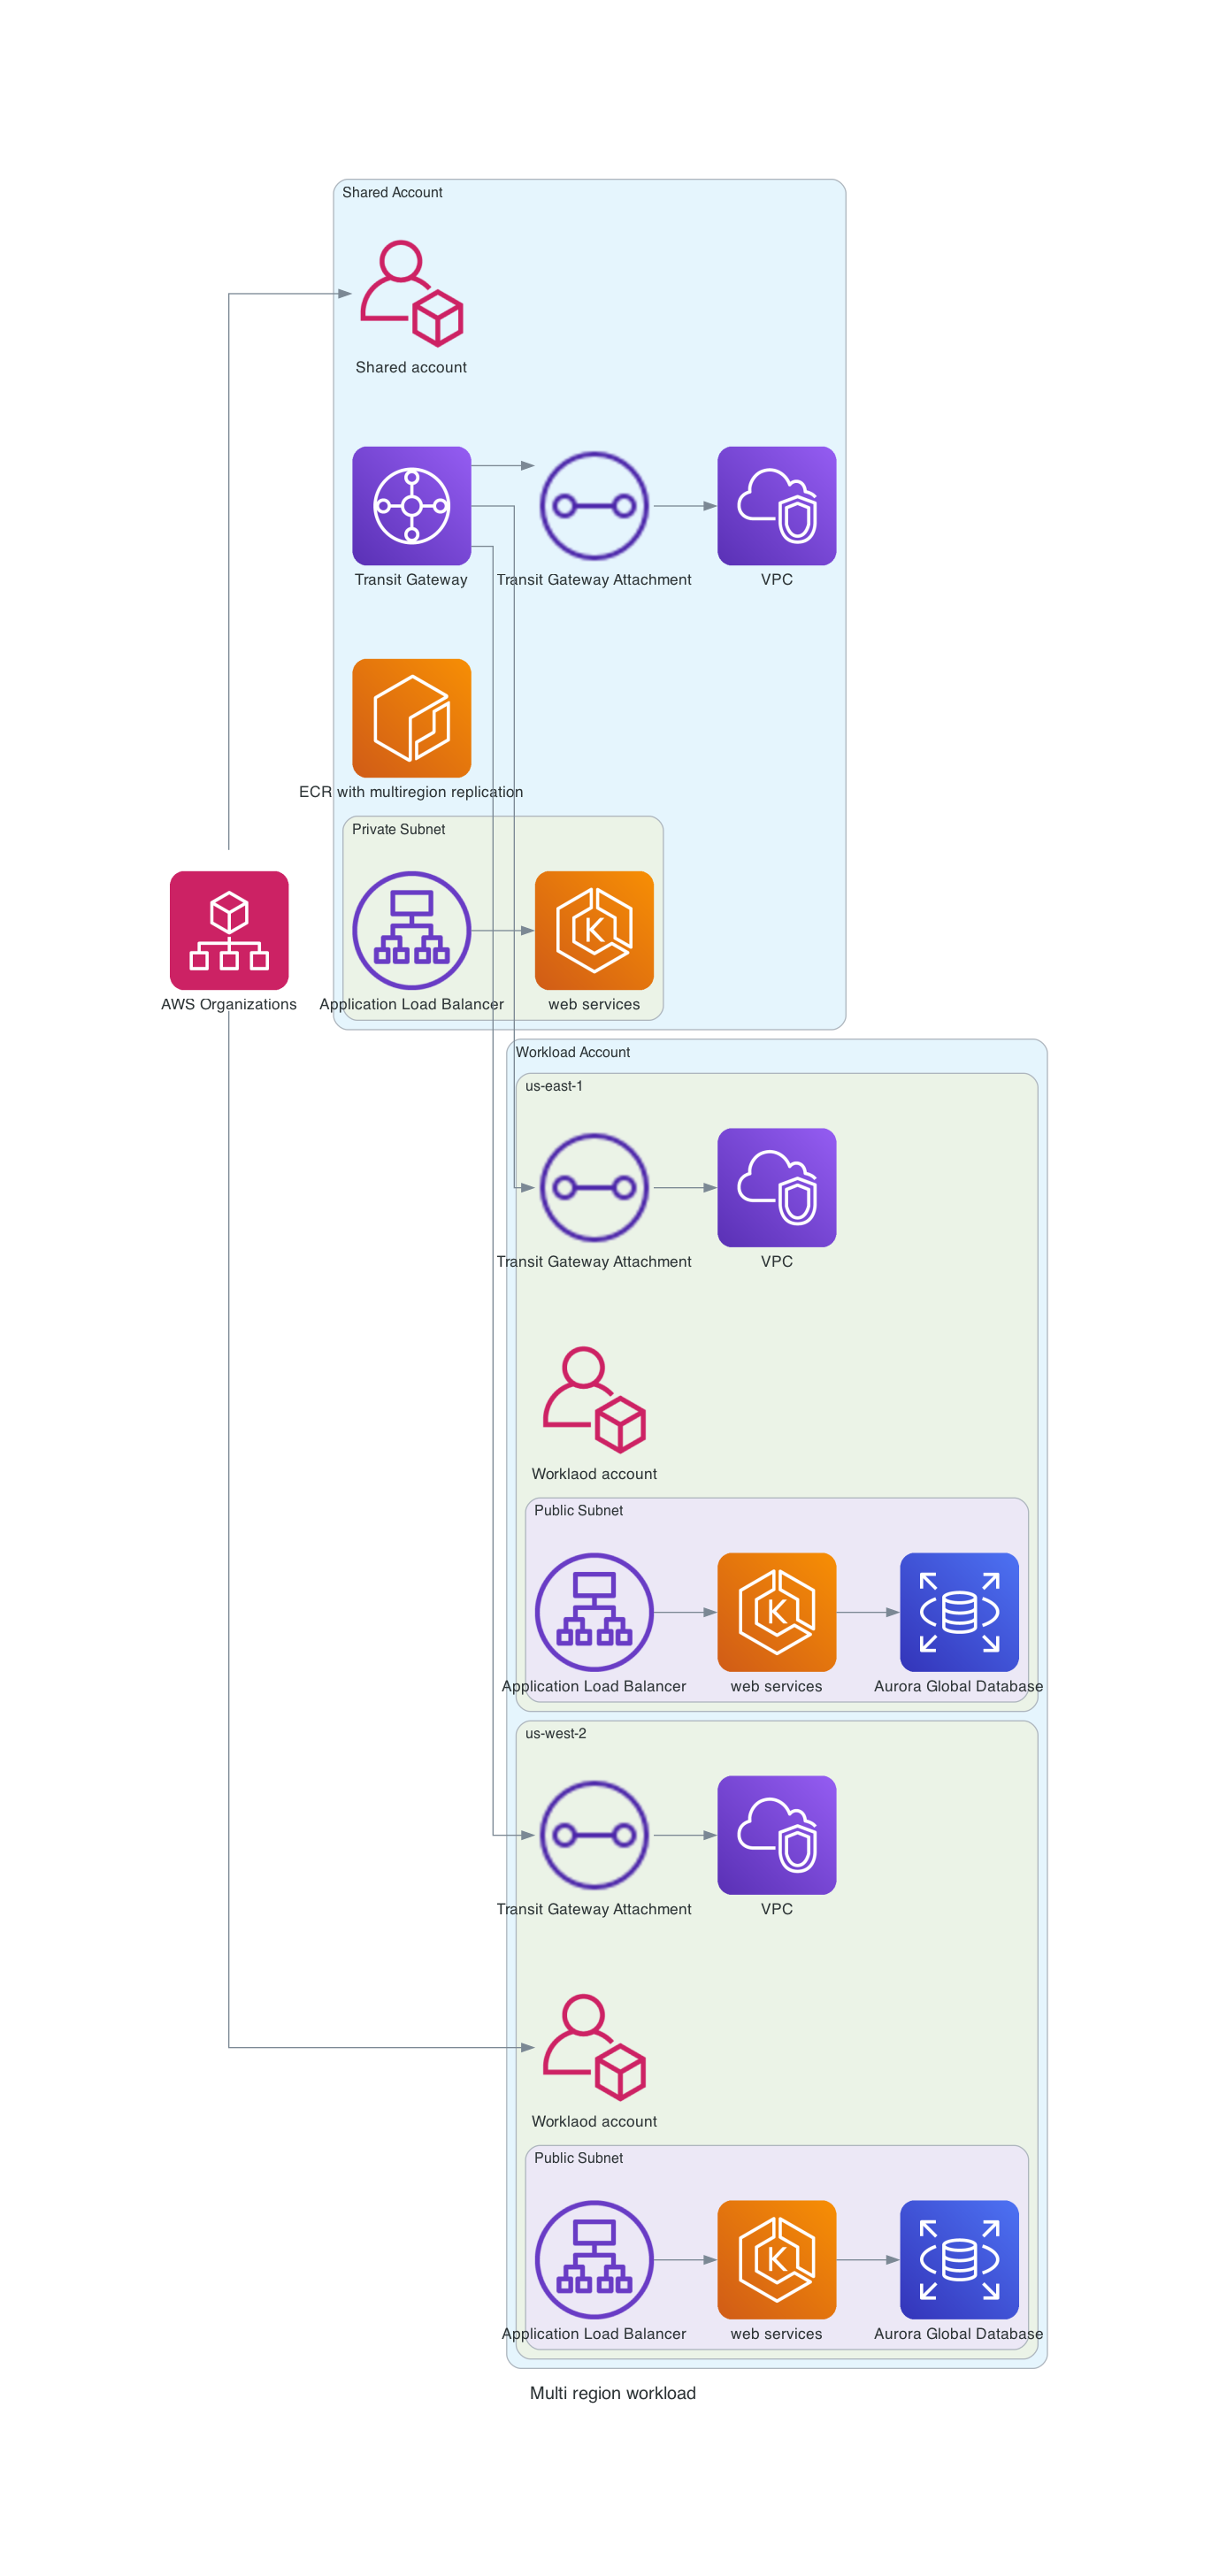 Shared Account
Shared account
Transit Gateway
Transit Gateway Attachment
VPC
ECR with multiregion replication
Private Subnet
K
AWS Organizations
Application Load Balancer
web services
Workload Account
us-east-1
Transit Gateway Attachment
VPC
Worklaod account
Public Subnet
K
Application Load Balancer
web services
Aurora Global Database
us-west-2
Transit Gateway Attachment
VPC
Worklaod account
Public Subnet
K
Application Load Balancer
web services
Aurora Global Database
Multi region workload